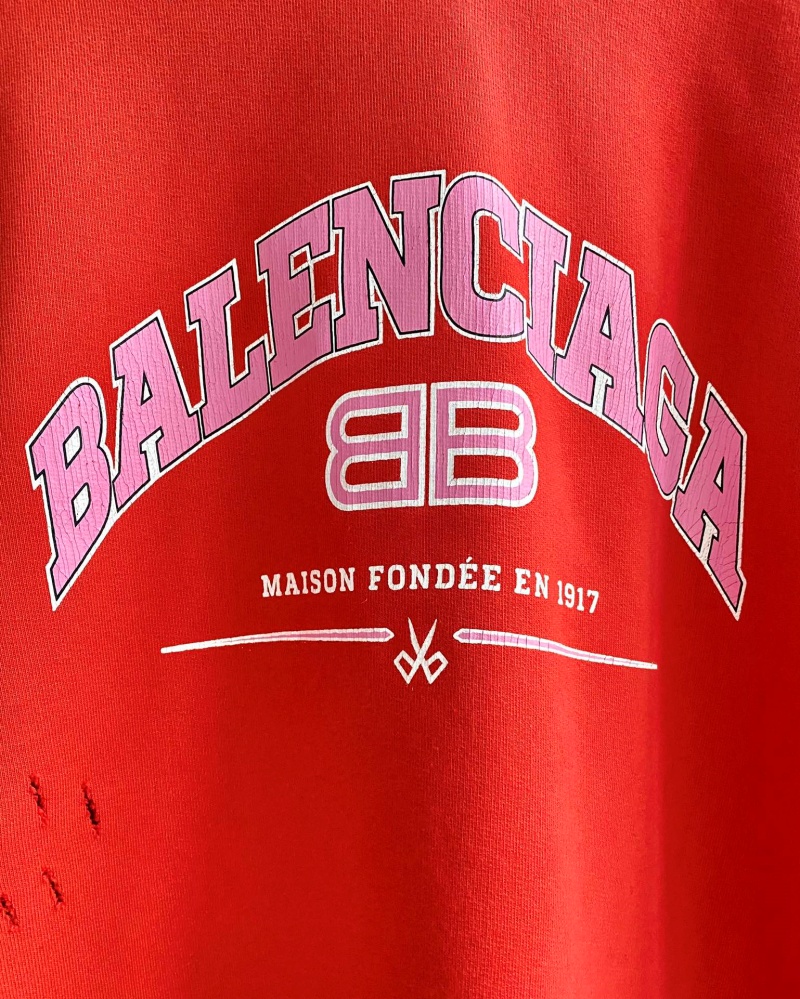 BALENCIAGA
BB
MAISON FONDÉE EN 1917